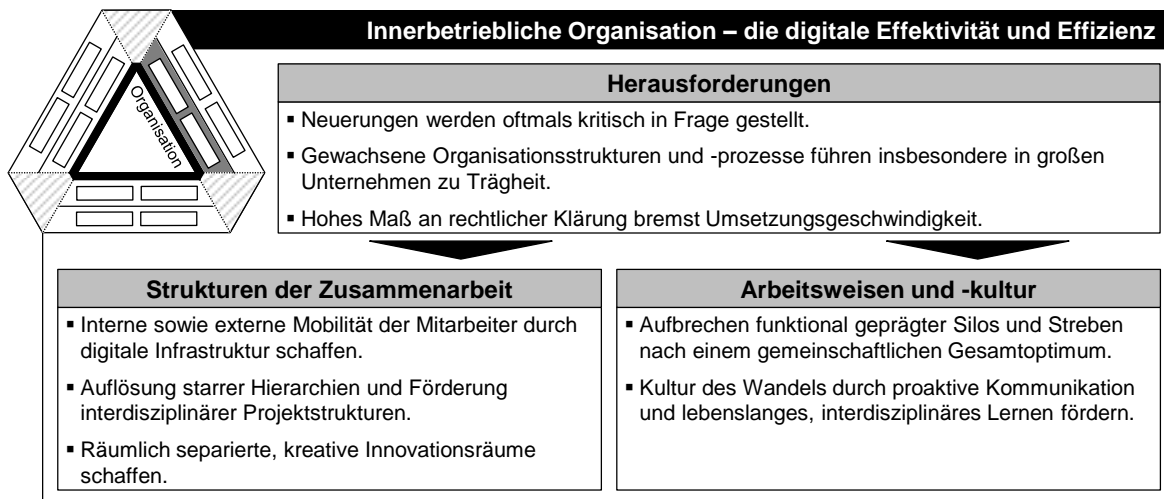 Innerbetriebliche Organisation – die digitale Effektivität und Effizienz
Organisation
Herausforderungen
▪ Neuerungen werden oftmals kritisch in Frage gestellt.
▪ Gewachsene Organisationsstrukturen und -prozesse führen insbesondere in großen
Unternehmen zu Trägheit.
▪ Hohes Maß an rechtlicher Klärung bremst Umsetzungsgeschwindigkeit.
Strukturen der Zusammenarbeit
▪ Interne sowie externe Mobilität der Mitarbeiter durch
digitale Infrastruktur schaffen.
▪ Auflösung starrer Hierarchien und Förderung
interdisziplinärer Projektstrukturen.
▪ Räumlich separierte, kreative Innovationsräume
schaffen.
Arbeitsweisen und -kultur
▪ Aufbrechen funktional geprägter Silos und Streben
nach einem gemeinschaftlichen Gesamtoptimum.
▪ Kultur des Wandels durch proaktive Kommunikation
und lebenslanges, interdisziplinäres Lernen fördern.